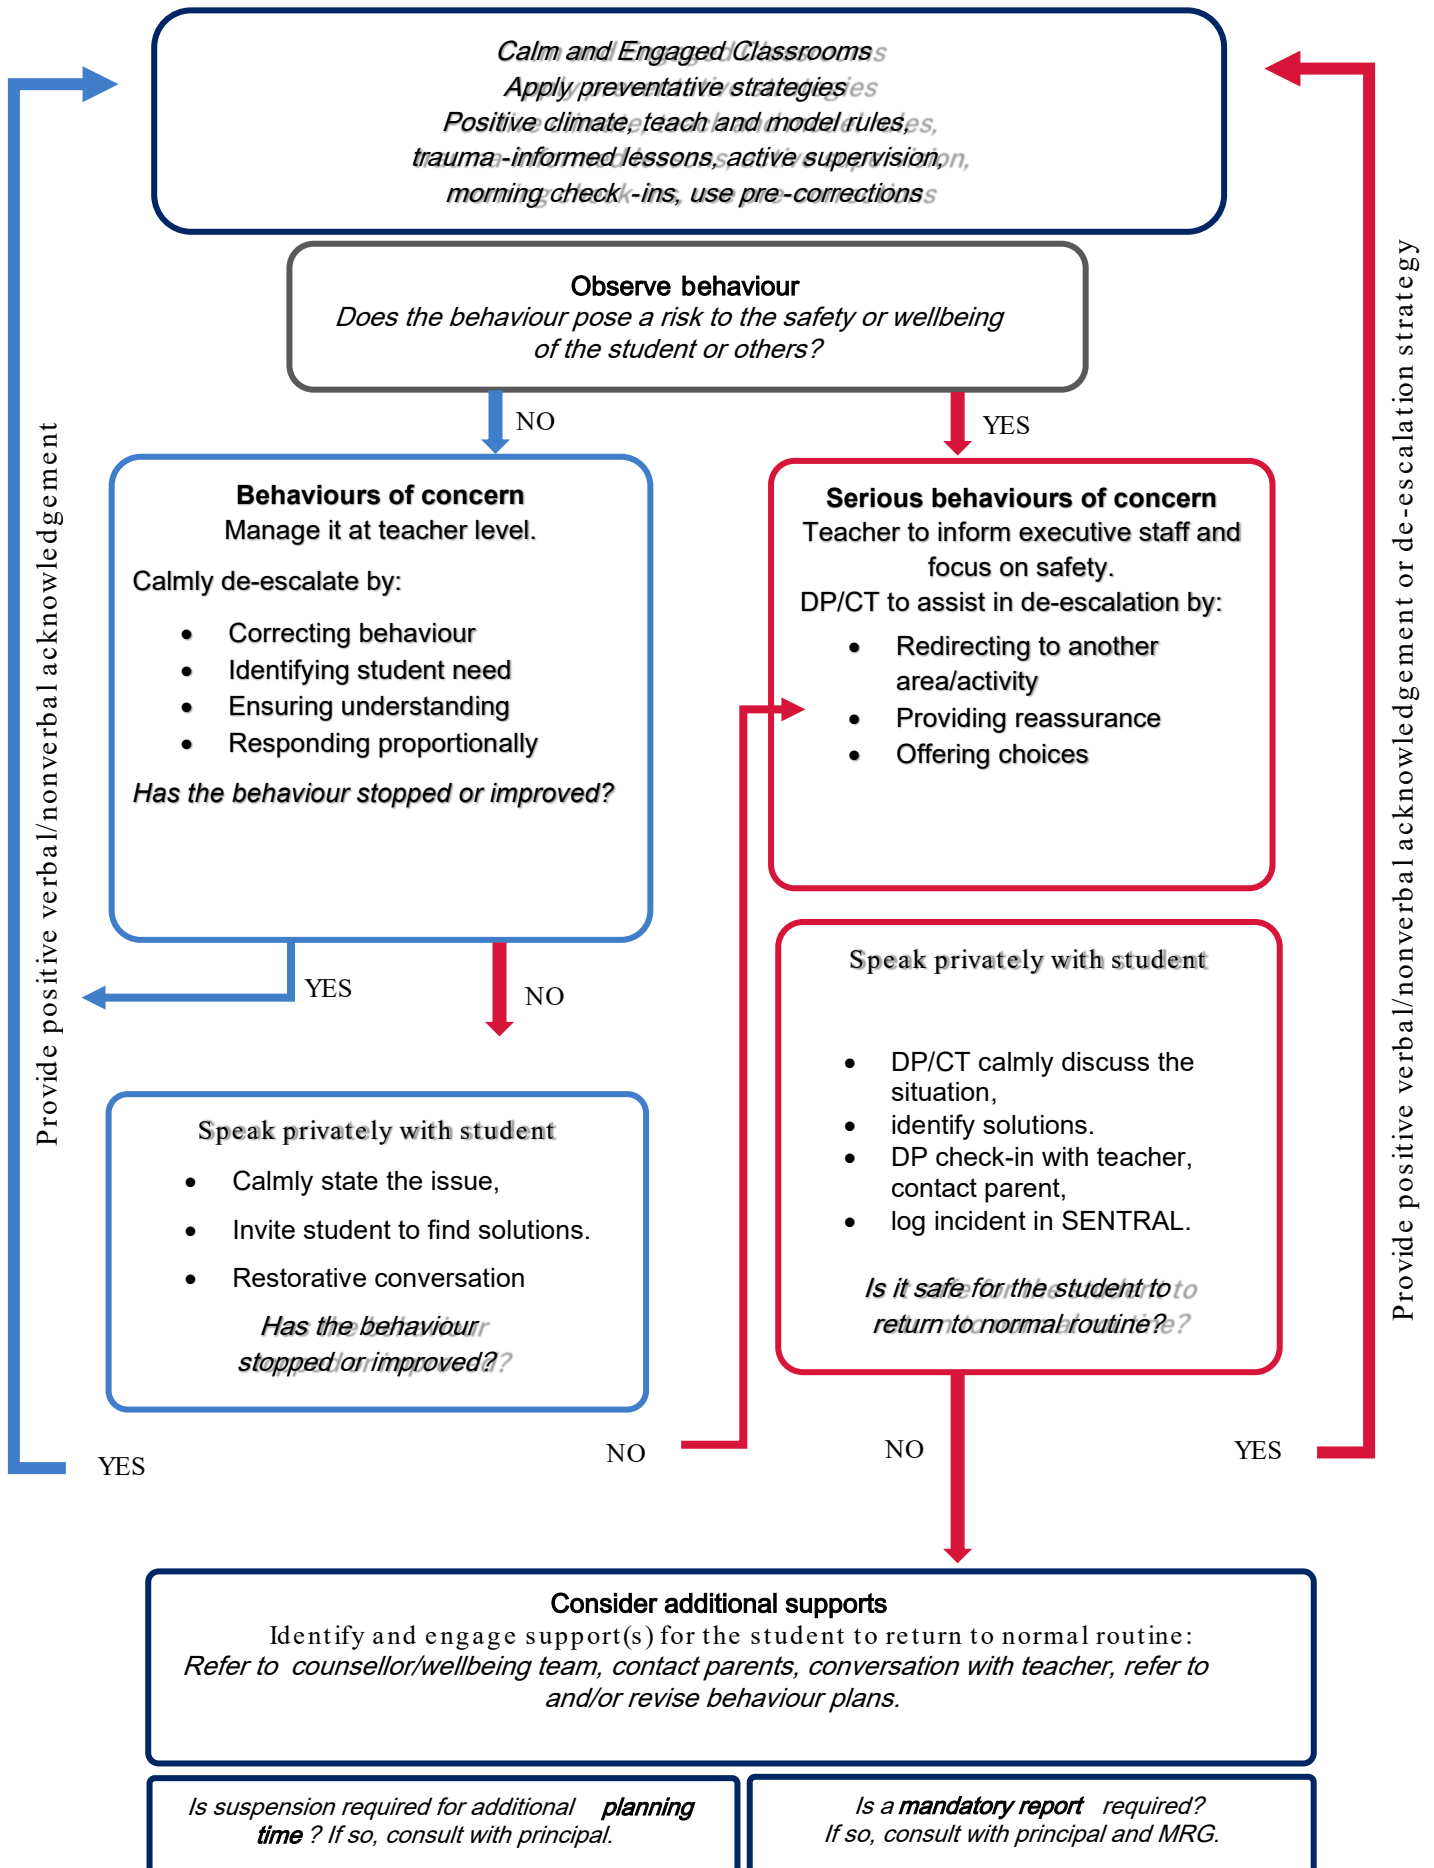 Calm and Engaged Classrooms
Apply preventative strategies
Positive climate, teach and model rules,
trauma-informed lessons, active supervision,
morning check-ins, use pre-corrections
Observe behaviour
Does the behaviour pose a risk to the safety or wellbeing
of the student or others?
NO
YES
Behaviours of concern
Manage it at teacher level.
Calmly de-escalate by:
• Correcting behaviour
• Identifying student need
• Ensuring understanding
• Responding proportionally
Has the behaviour stopped or improved?
Serious behaviours of concern
Teacher to inform executive staff and
focus on safety.
DP/CT to assist in de-escalation by:
• Redirecting to another
area/activity
• Providing reassurance
• Offering choices
YES
NO
Speak privately with student
• Calmly state the issue,
• Invite student to find solutions.
• Restorative conversation
Has the behaviour
stopped or improved?
Speak privately with student
• DP/CT calmly discuss the
situation,
• identify solutions.
• DP check-in with teacher,
contact parent,
• log incident in SENTRAL.
Is it safe for the student to
return to normal routine?
YES
NO
NO
YES
Provide positive verbal/nonverbal acknowledgement
Provide positive verbal/nonverbal acknowledgement or de-escalation strategy
Consider additional supports
Identify and engage support(s) for the student to return to normal routine:
Refer to counsellor/wellbeing team, contact parents, conversation with teacher, refer to
and/or revise behaviour plans.
Is suspension required for additional planning
time? If so, consult with principal.
Is a mandatory report required?
If so, consult with principal and MRG.